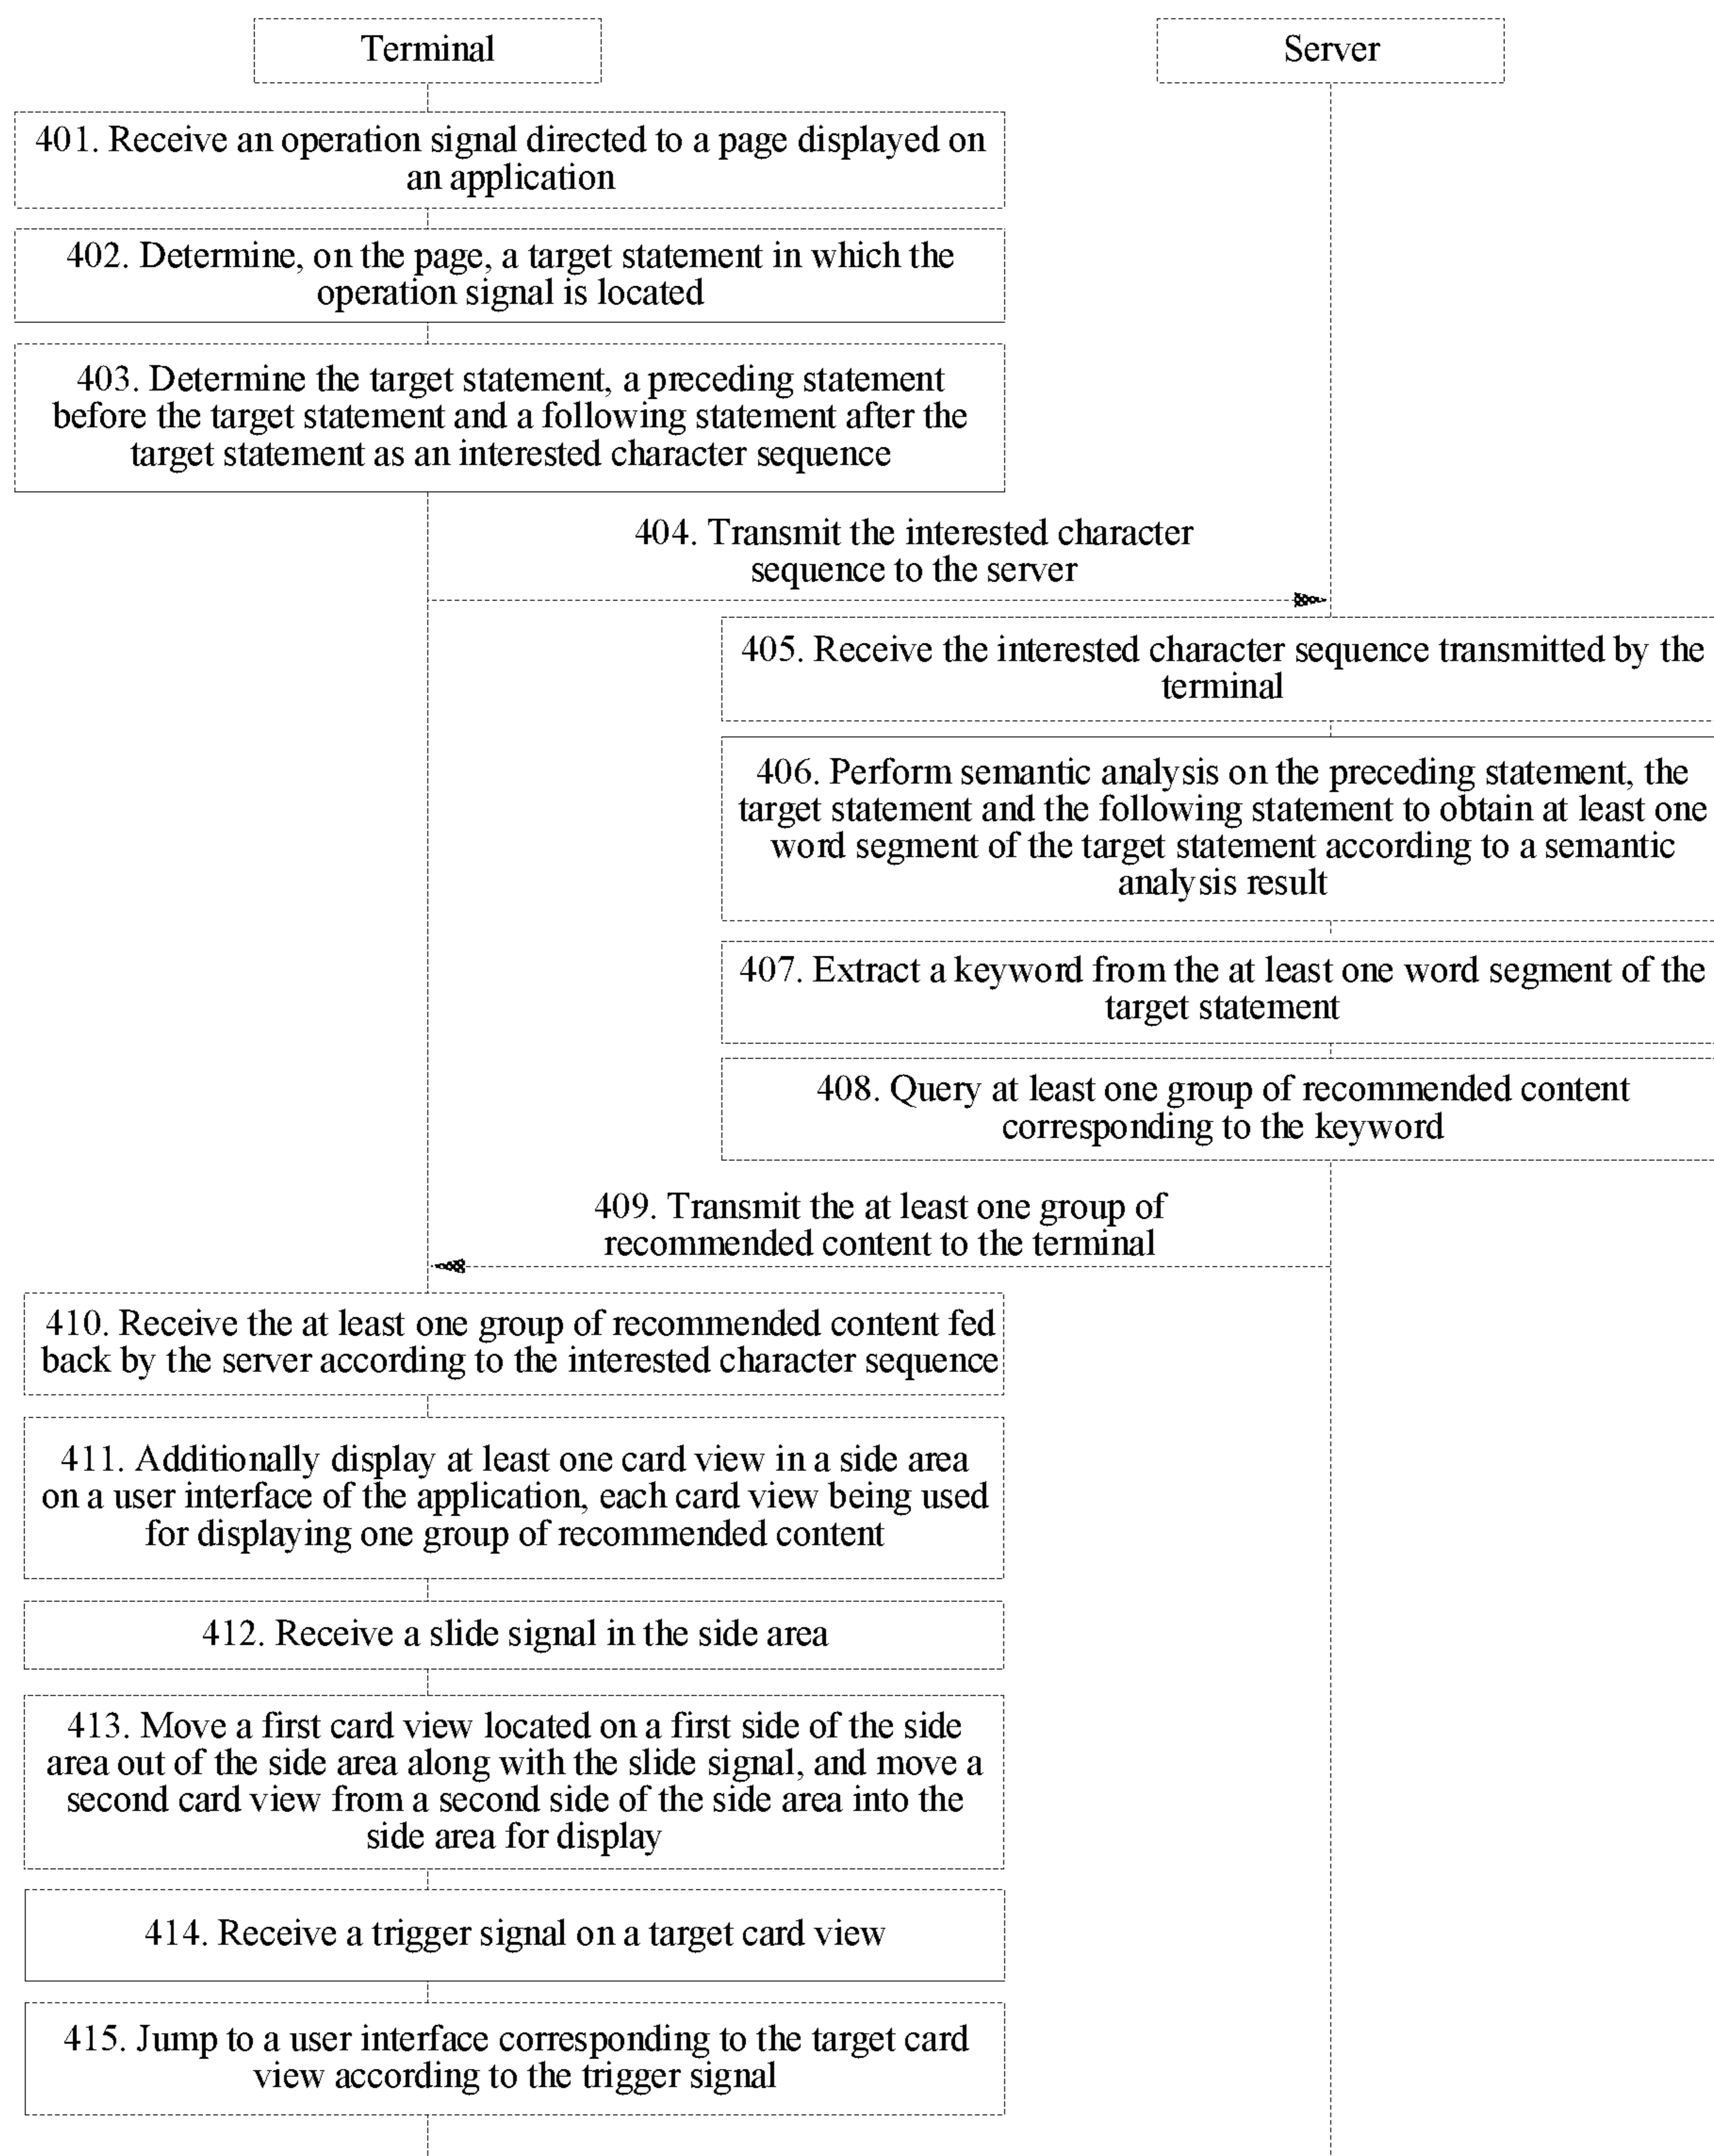 Terminal
Server
401. Receive an operation signal directed to a page displayed on
an application
402. Determine, on the page, a target statement in which the
operation signal is located
403. Determine the target statement, a preceding statement
before the target statement and a following statement after the
target statement as an interested character sequence
404. Transmit the interested character
sequence to the server
405. Receive the interested character sequence transmitted by the
terminal
406. Perform semantic analysis on the preceding statement, the
target statement and the following statement to obtain at least one
word segment of the target statement according to a semantic
analysis result
407. Extract a keyword from the at least one word segment of the
target statement
408. Query at least one group of recommended content
corresponding to the keyword
409. Transmit the at least one group of
recommended content to the terminal
410. Receive the at least one group of recommended content fed
back by the server according to the interested character sequence
411. Additionally display at least one card view in a side area
on a user interface of the application, each card view being used
for displaying one group of recommended content
412. Receive a slide signal in the side area
413. Move a first card view located on a first side of the side
area out of the side area along with the slide signal, and move a
second card view from a second side of the side area into the
side area for display
414. Receive a trigger signal on a target card view
415. Jump to a user interface corresponding to the target card
view according to the trigger signal